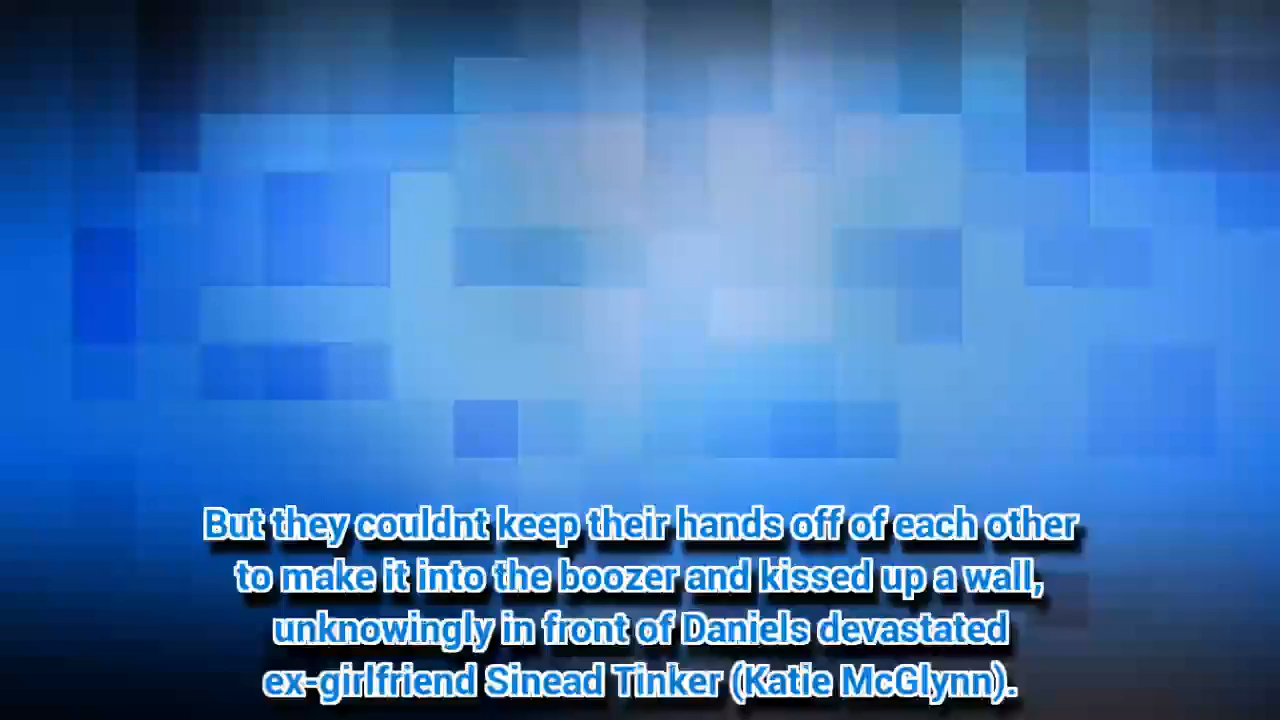 But they couldnt keep their hands off of each other
to make it into the boozer and kissed up a wall,
unknowingly in front of Daniels devastated
ex-girlfriend Sinead Tinker (Katie McGlynn).